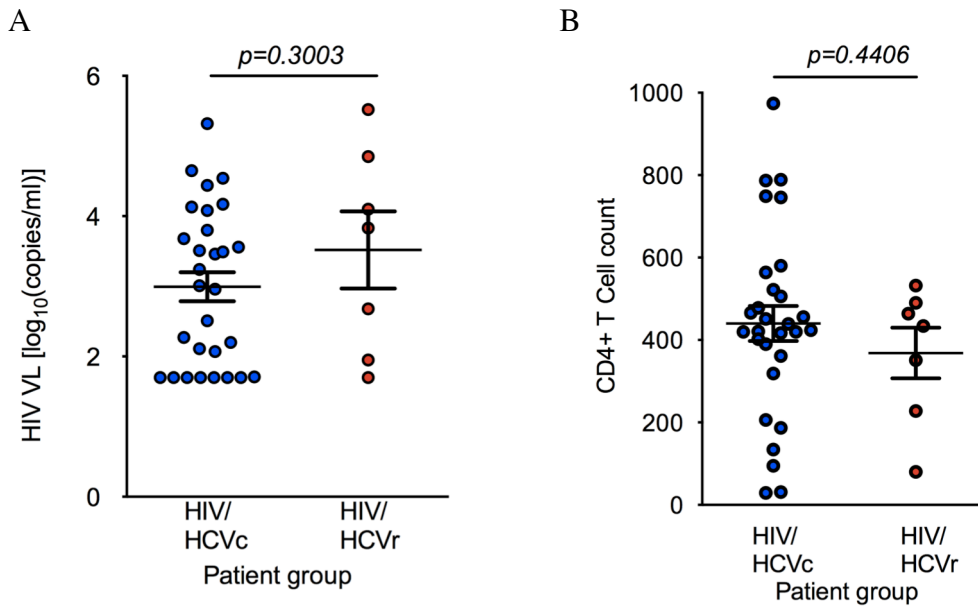 A
p=0.3003
6
4
2
0
HIV VL [log10(copies/ml)]
HIV/
HCVc
HIV/
HCVr
Patient group
B
p=0.4406
1000
800
600
400
200
0
CD4+ T Cell count
HIV/
HCVc
HIV/
HCVr
Patient group